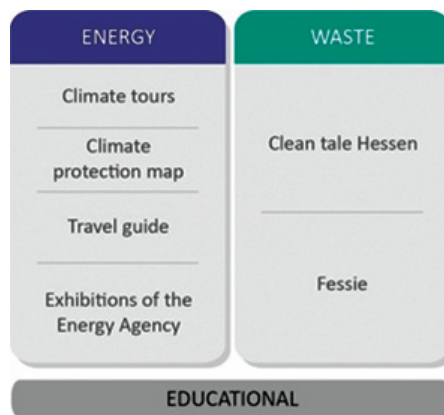 ENERGY
Climate tours
Climate
protection map
Travel guide
Exhibitions of the
Energy Agency
WASTE
Clean tale Hessen
Fessie
EDUCATIONAL